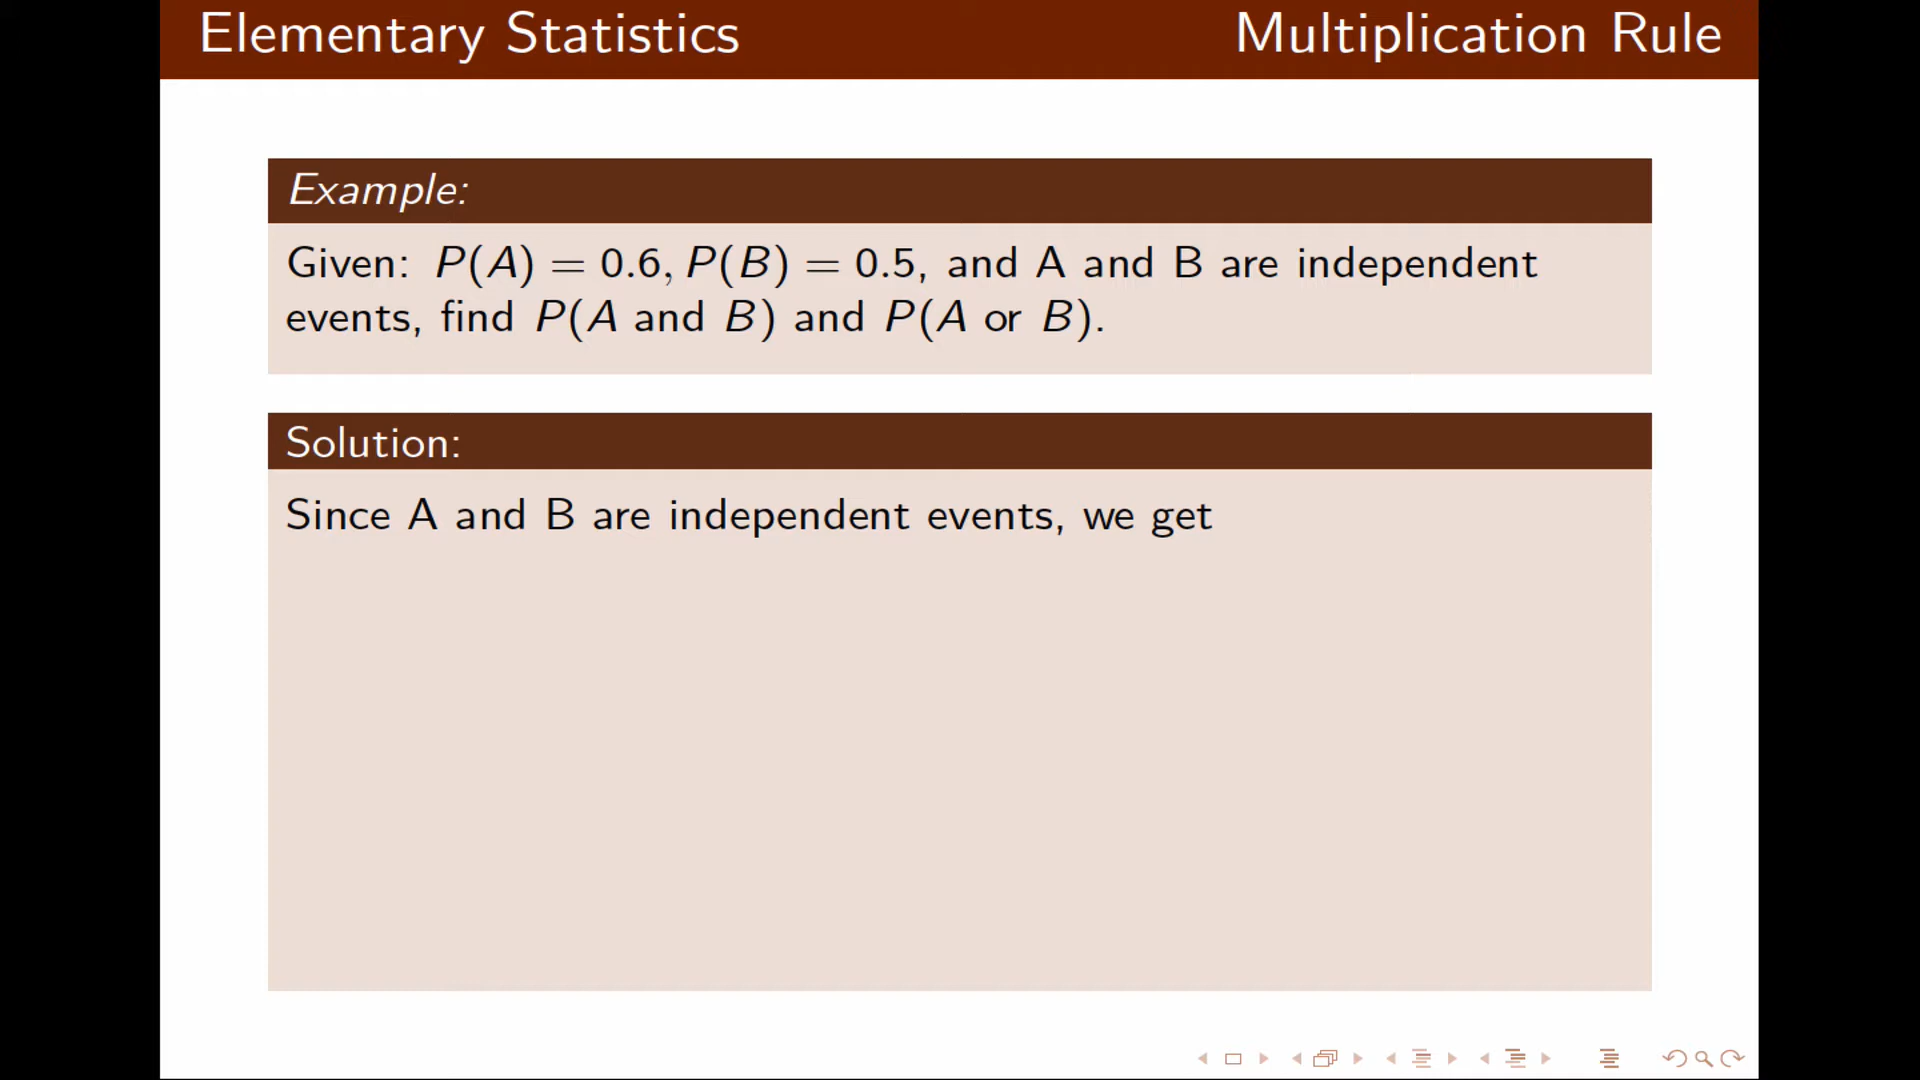 Elementary Statistics Multiplication Rule
Example:
Given: P(A) = 0.6, P(B) = 0.5, and A and B are independent
events, find P(A and B) and P(A or B).
Solution:
Since A and B are independent events, we get